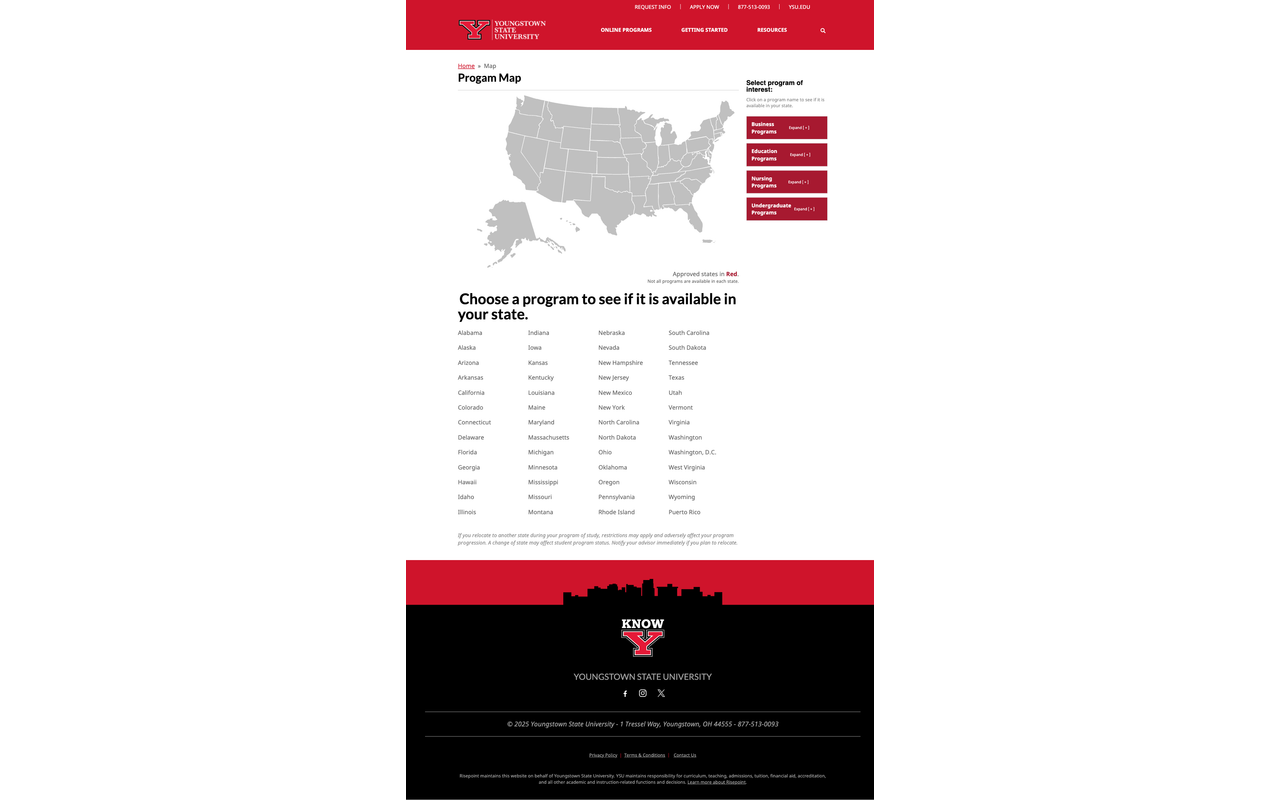 REQUEST INFO | APPLY NOW | 877-513-0093 | YSU.EDU
YOUNGSTOWN
STATE
UNIVERSITY
ONLINE PROGRAMS GETTING STARTED RESOURCES
Home » Map
Progam Map
Select program of
interest:
Click on a program name to see if it is
available in your state.
Business
Programs
Expand [ + ]
Education
Programs
Expand [ + ]
Nursing
Programs
Expand [ + ]
Undergraduate
Programs
Expand [ + ]
Approved states in Red.
Not all programs are available in each state.
Choose a program to see if it is available in
your state.
Alabama Indiana Nebraska South Carolina
Alaska Iowa Nevada South Dakota
Arizona Kansas New Hampshire Tennessee
Arkansas Kentucky New Jersey Texas
California Louisiana New Mexico Utah
Colorado Maine New York Vermont
Connecticut Maryland North Carolina Virginia
Delaware Massachusetts North Dakota Washington
Florida Michigan Ohio Washington, D.C.
Georgia Minnesota Oklahoma West Virginia
Hawaii Mississippi Oregon Wisconsin
Idaho Missouri Pennsylvania Wyoming
Illinois Montana Rhode Island Puerto Rico
If you relocate to another state during your program of study, restrictions may apply and adversely affect your program
progression. A change of state may affect student program status. Notify your advisor immediately if you plan to relocate.
KNOW
Y
YOUNGSTOWN STATE UNIVERSITY
© 2025 Youngstown State University - 1 Tressel Way, Youngstown, OH 44555 - 877-513-0093
Privacy Policy | Terms & Conditions | Contact Us
Risepoint maintains this website on behalf of Youngstown State University. YSU maintains responsibility for curriculum, teaching, admissions, tuition, financial aid, accreditation,
and all other academic and instruction-related functions and decisions. Learn more about Risepoint.